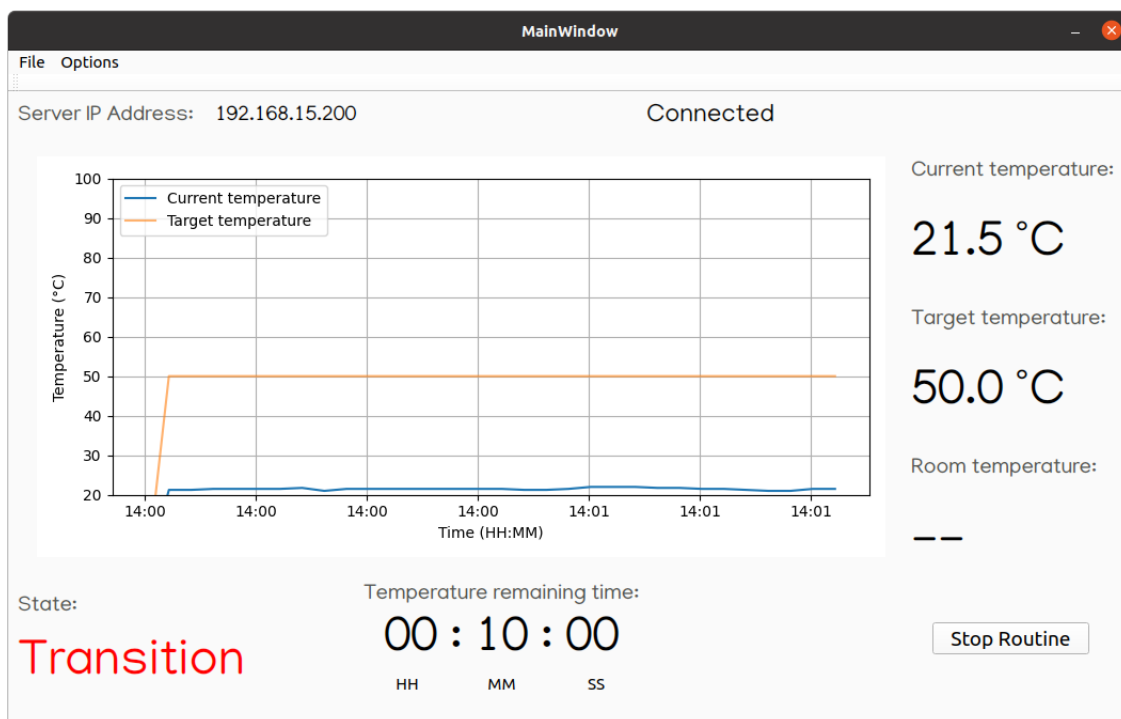 MainWindow
File Options
Server IP Address: 192.168.15.200 Connected
Current temperature:
21.5 °C
Target temperature:
50.0 °C
Room temperature:
--
Current temperature
Target temperature
100
90
80
70
60
50
40
30
20
Temperature (°C)
14:00 14:00 14:00 14:00 14:01 14:01 14:01
Time (HH:MM)
State:
Transition
Temperature remaining time:
00 : 10 : 00
HH MM SS
Stop Routine